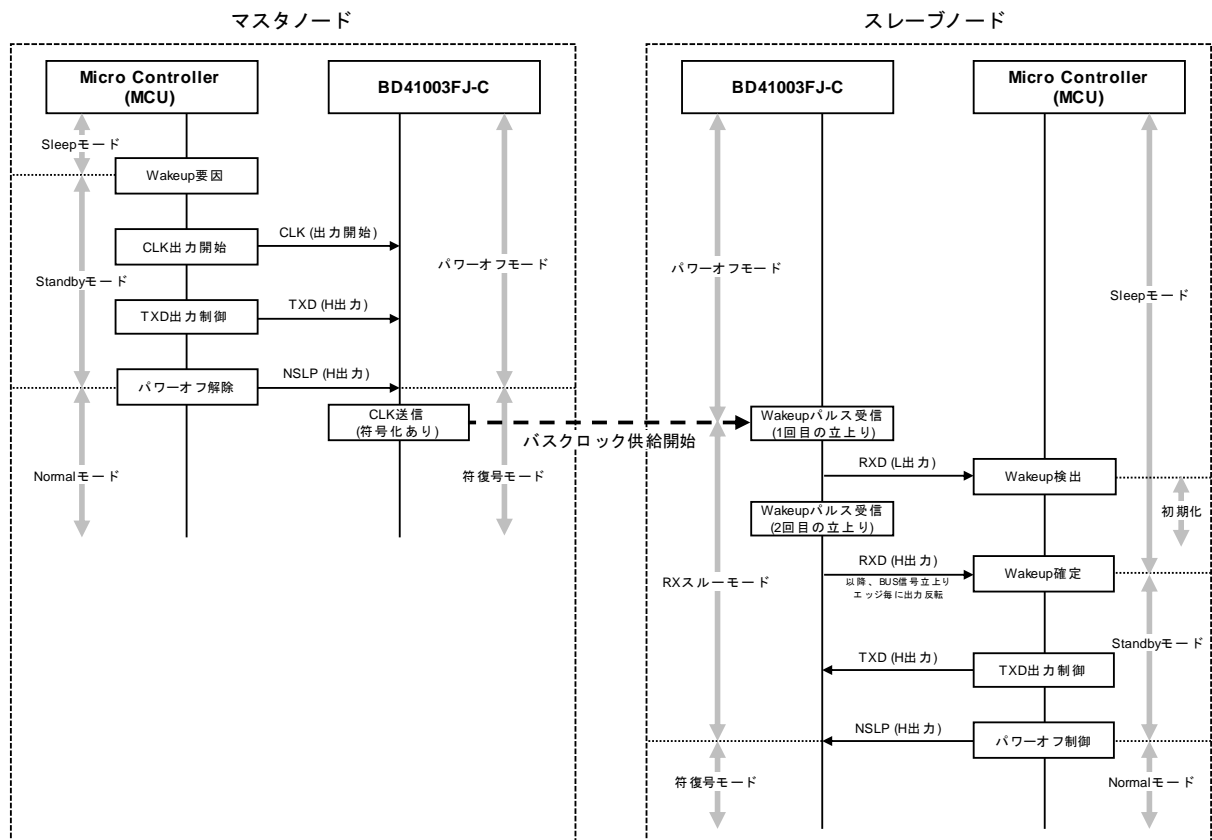 マスタノード
Micro Controller
(MCU)
BD41003FJ-C
Sleepモード
Wakeup要因
CLK出力開始
CLK (出力開始)
パワーオフモード
Standbyモード
TXD出力制御
TXD (H出力)
パワーオフ解除
NSLP (H出力)
CLK送信
(符号化あり)
バスクロック供給開始
Normalモード
符復号モード
スレーブノード
BD41003FJ-C
Micro Controller
(MCU)
パワーオフモード
Sleepモード
Wakeupパルス受信
(1回目の立上り)
RXD (L出力)
Wakeup検出
初期化
Wakeupパルス受信
(2回目の立上り)
RXD (H出力)
以降、BUS信号立上り
エッジ毎に出力反転
Wakeup確定
RXスルーモード
Standbyモード
TXD (H出力)
TXD出力制御
NSLP (H出力)
パワーオフ制御
符復号モード
Normalモード